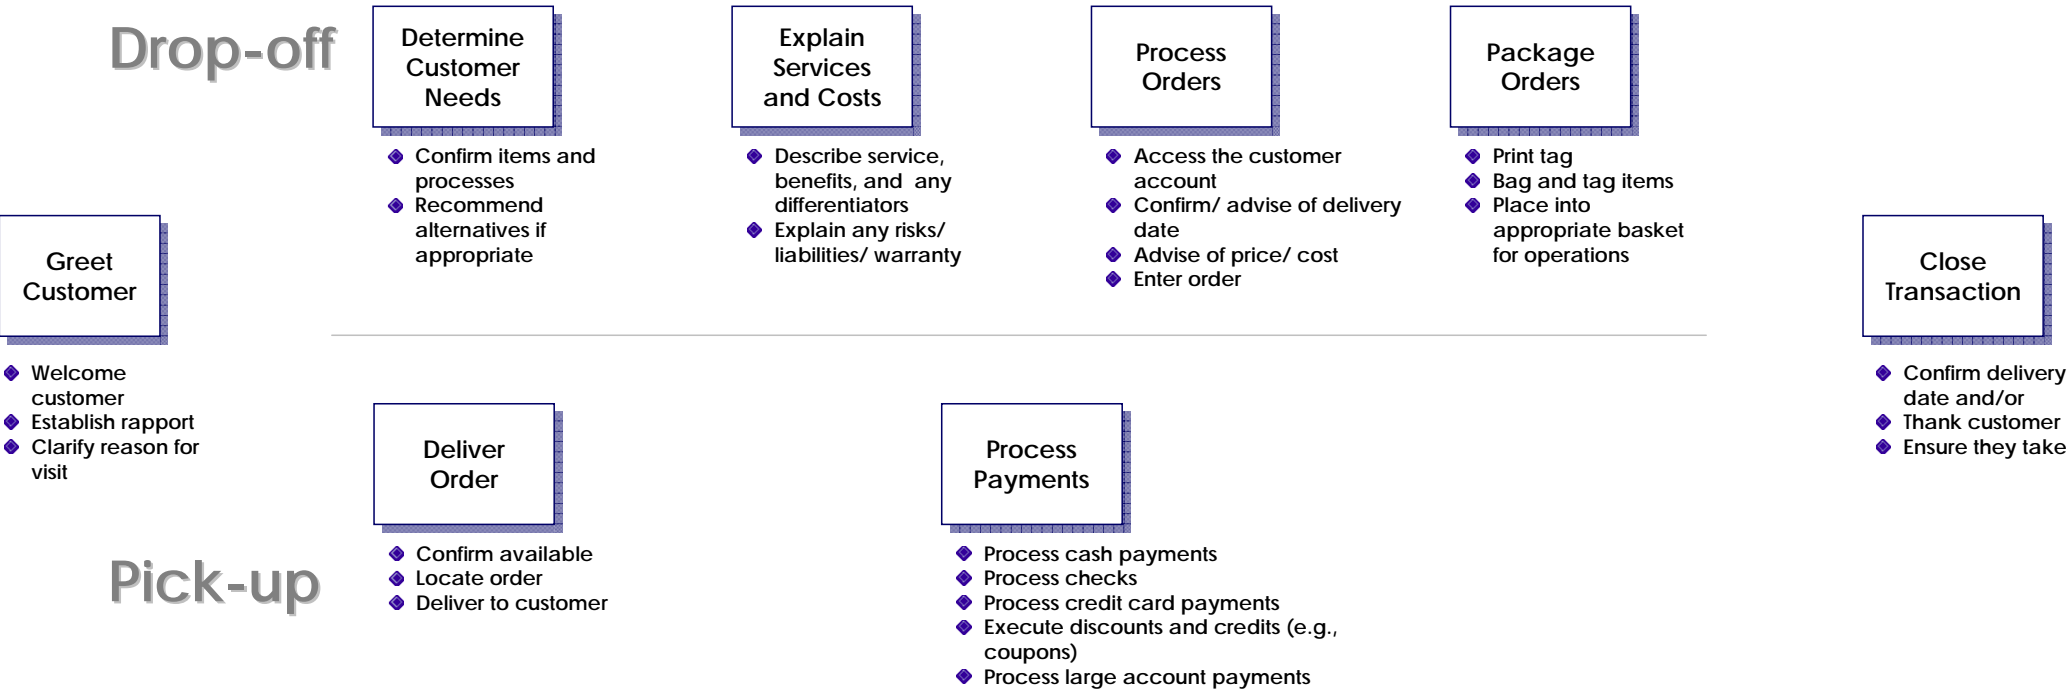 Drop-off
Determine
Customer
Needs
Confirm items and
processes
Recommend
alternatives if
appropriate
Explain
Services
and Costs
Describe service,
benefits, and any
differentiators
Explain any risks/
liabilities/ warranty
Process
Orders
Access the customer
account
Confirm/ advise of delivery
date
Advise of price/ cost
Enter order
Package
Orders
Print tag
Bag and tag items
Place into
appropriate basket
for operations
Greet
Customer
Welcome
customer
Establish rapport
Clarify reason for
visit
Close
Transaction
Confirm delivery
date and/or
Thank customer
Ensure they take
Pick-up
Deliver
Order
Confirm available
Locate order
Deliver to customer
Process
Payments
Process cash payments
Process checks
Process credit card payments
Execute discounts and credits (e.g.,
coupons)
Process large account payments